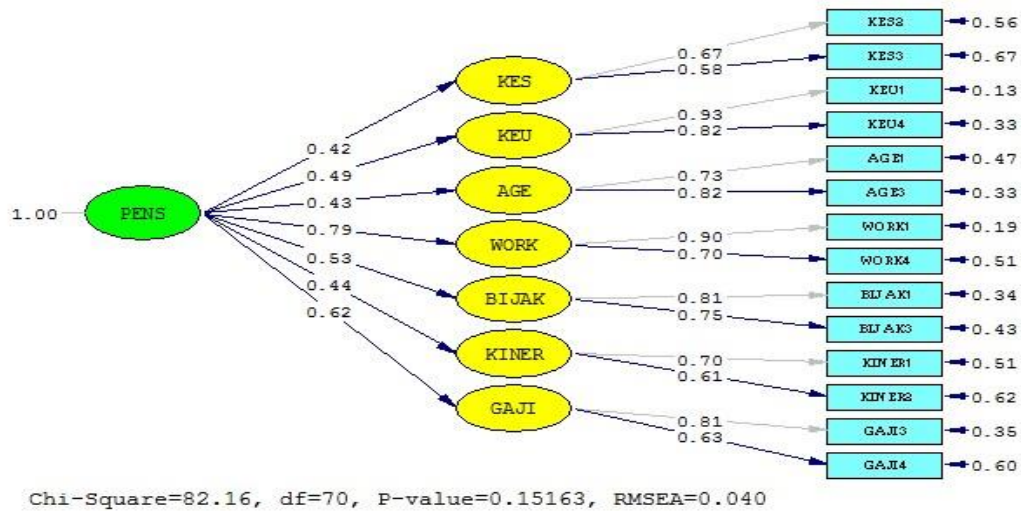 KES2 0.56
0.67
KES3 0.67
0.58
KES
KEU1 0.13
0.93
KEU4 0.33
0.82
KEU
0.42
AGE1 0.47
0.73
AGE3 0.33
0.82
AGE
0.49
0.43
1.00 PENS
WORK1 0.19
0.90
WORK4 0.51
0.70
WORK
0.79
0.53
BIJAK1 0.34
0.81
BIJAK3 0.43
0.75
BIJAK
0.44
0.62
KINER1 0.51
0.70
KINER2 0.62
0.61
KINER
GAJI3 0.35
0.81
GAJI4 0.60
0.63
GAJI
Chi-Square=82.16, df=70, P-value=0.15163, RMSEA=0.040